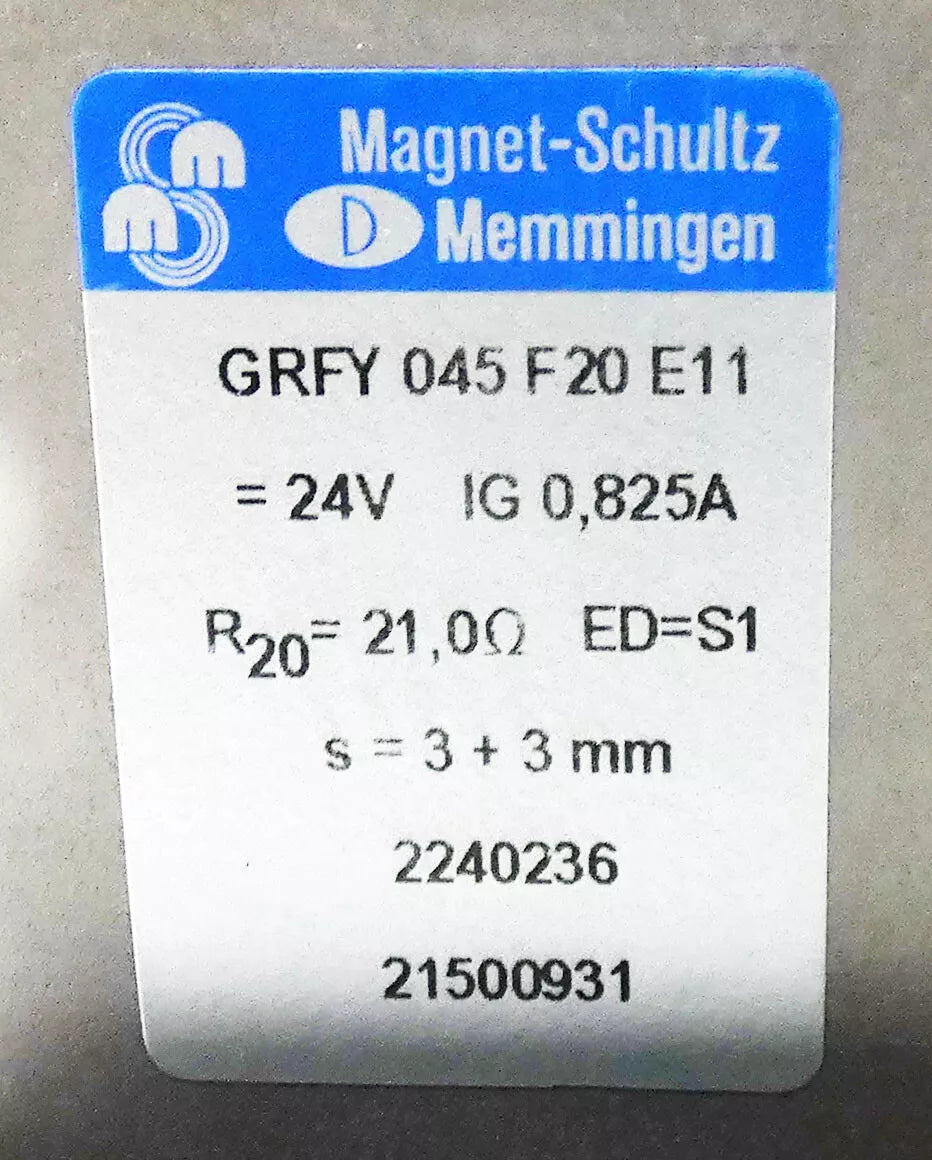 Magnet-Schultz
D Memmingen
GRFY 045 F20 E11
= 24V IG 0,825A
R20= 21,0Ω ED=S1
s = 3 + 3 mm
2240236
21500931